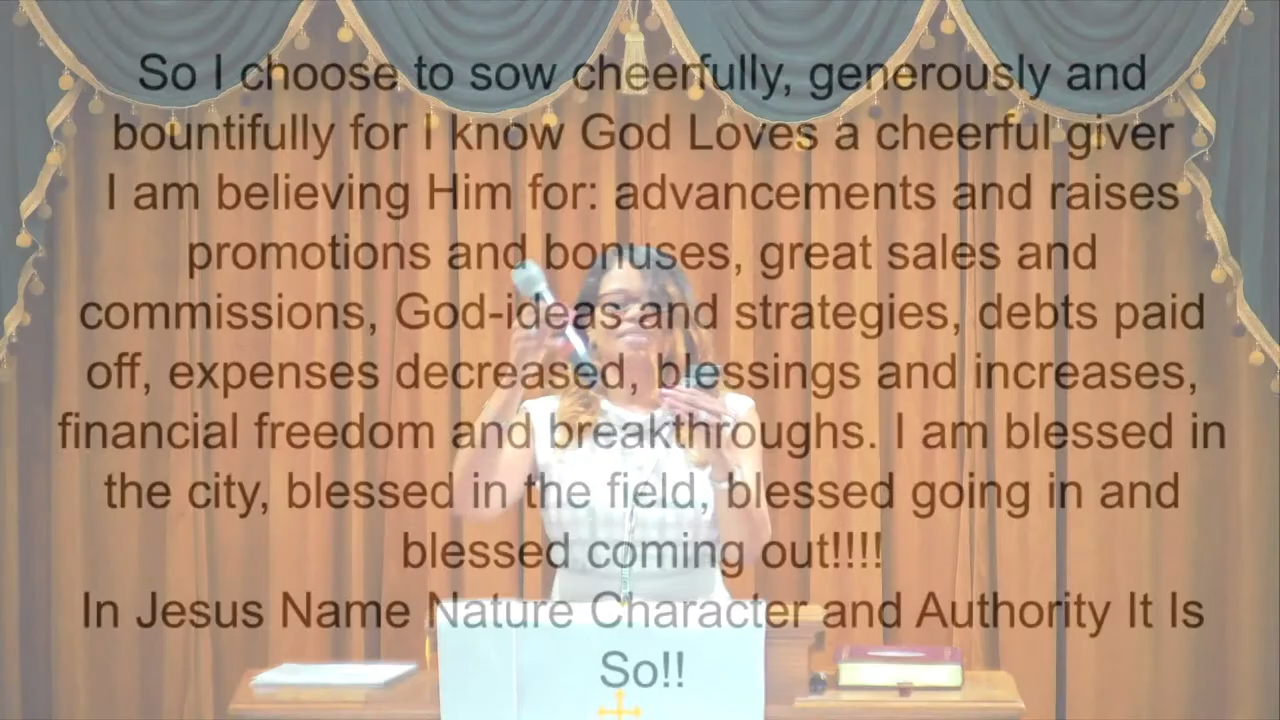 So I choose to sow cheerfully, generously and
bountifully for I know God Loves a cheerful giver
I am believing Him for: advancements and raises
promotions and bonuses, great sales and
commissions, God-ideas and strategies, debts paid
off, expenses decreased, blessings and increases,
financial freedom and breakthroughs. I am blessed in
the city, blessed in the field, blessed going in and
blessed coming out!!!!
In Jesus Name Nature Character and Authority It Is
So!!